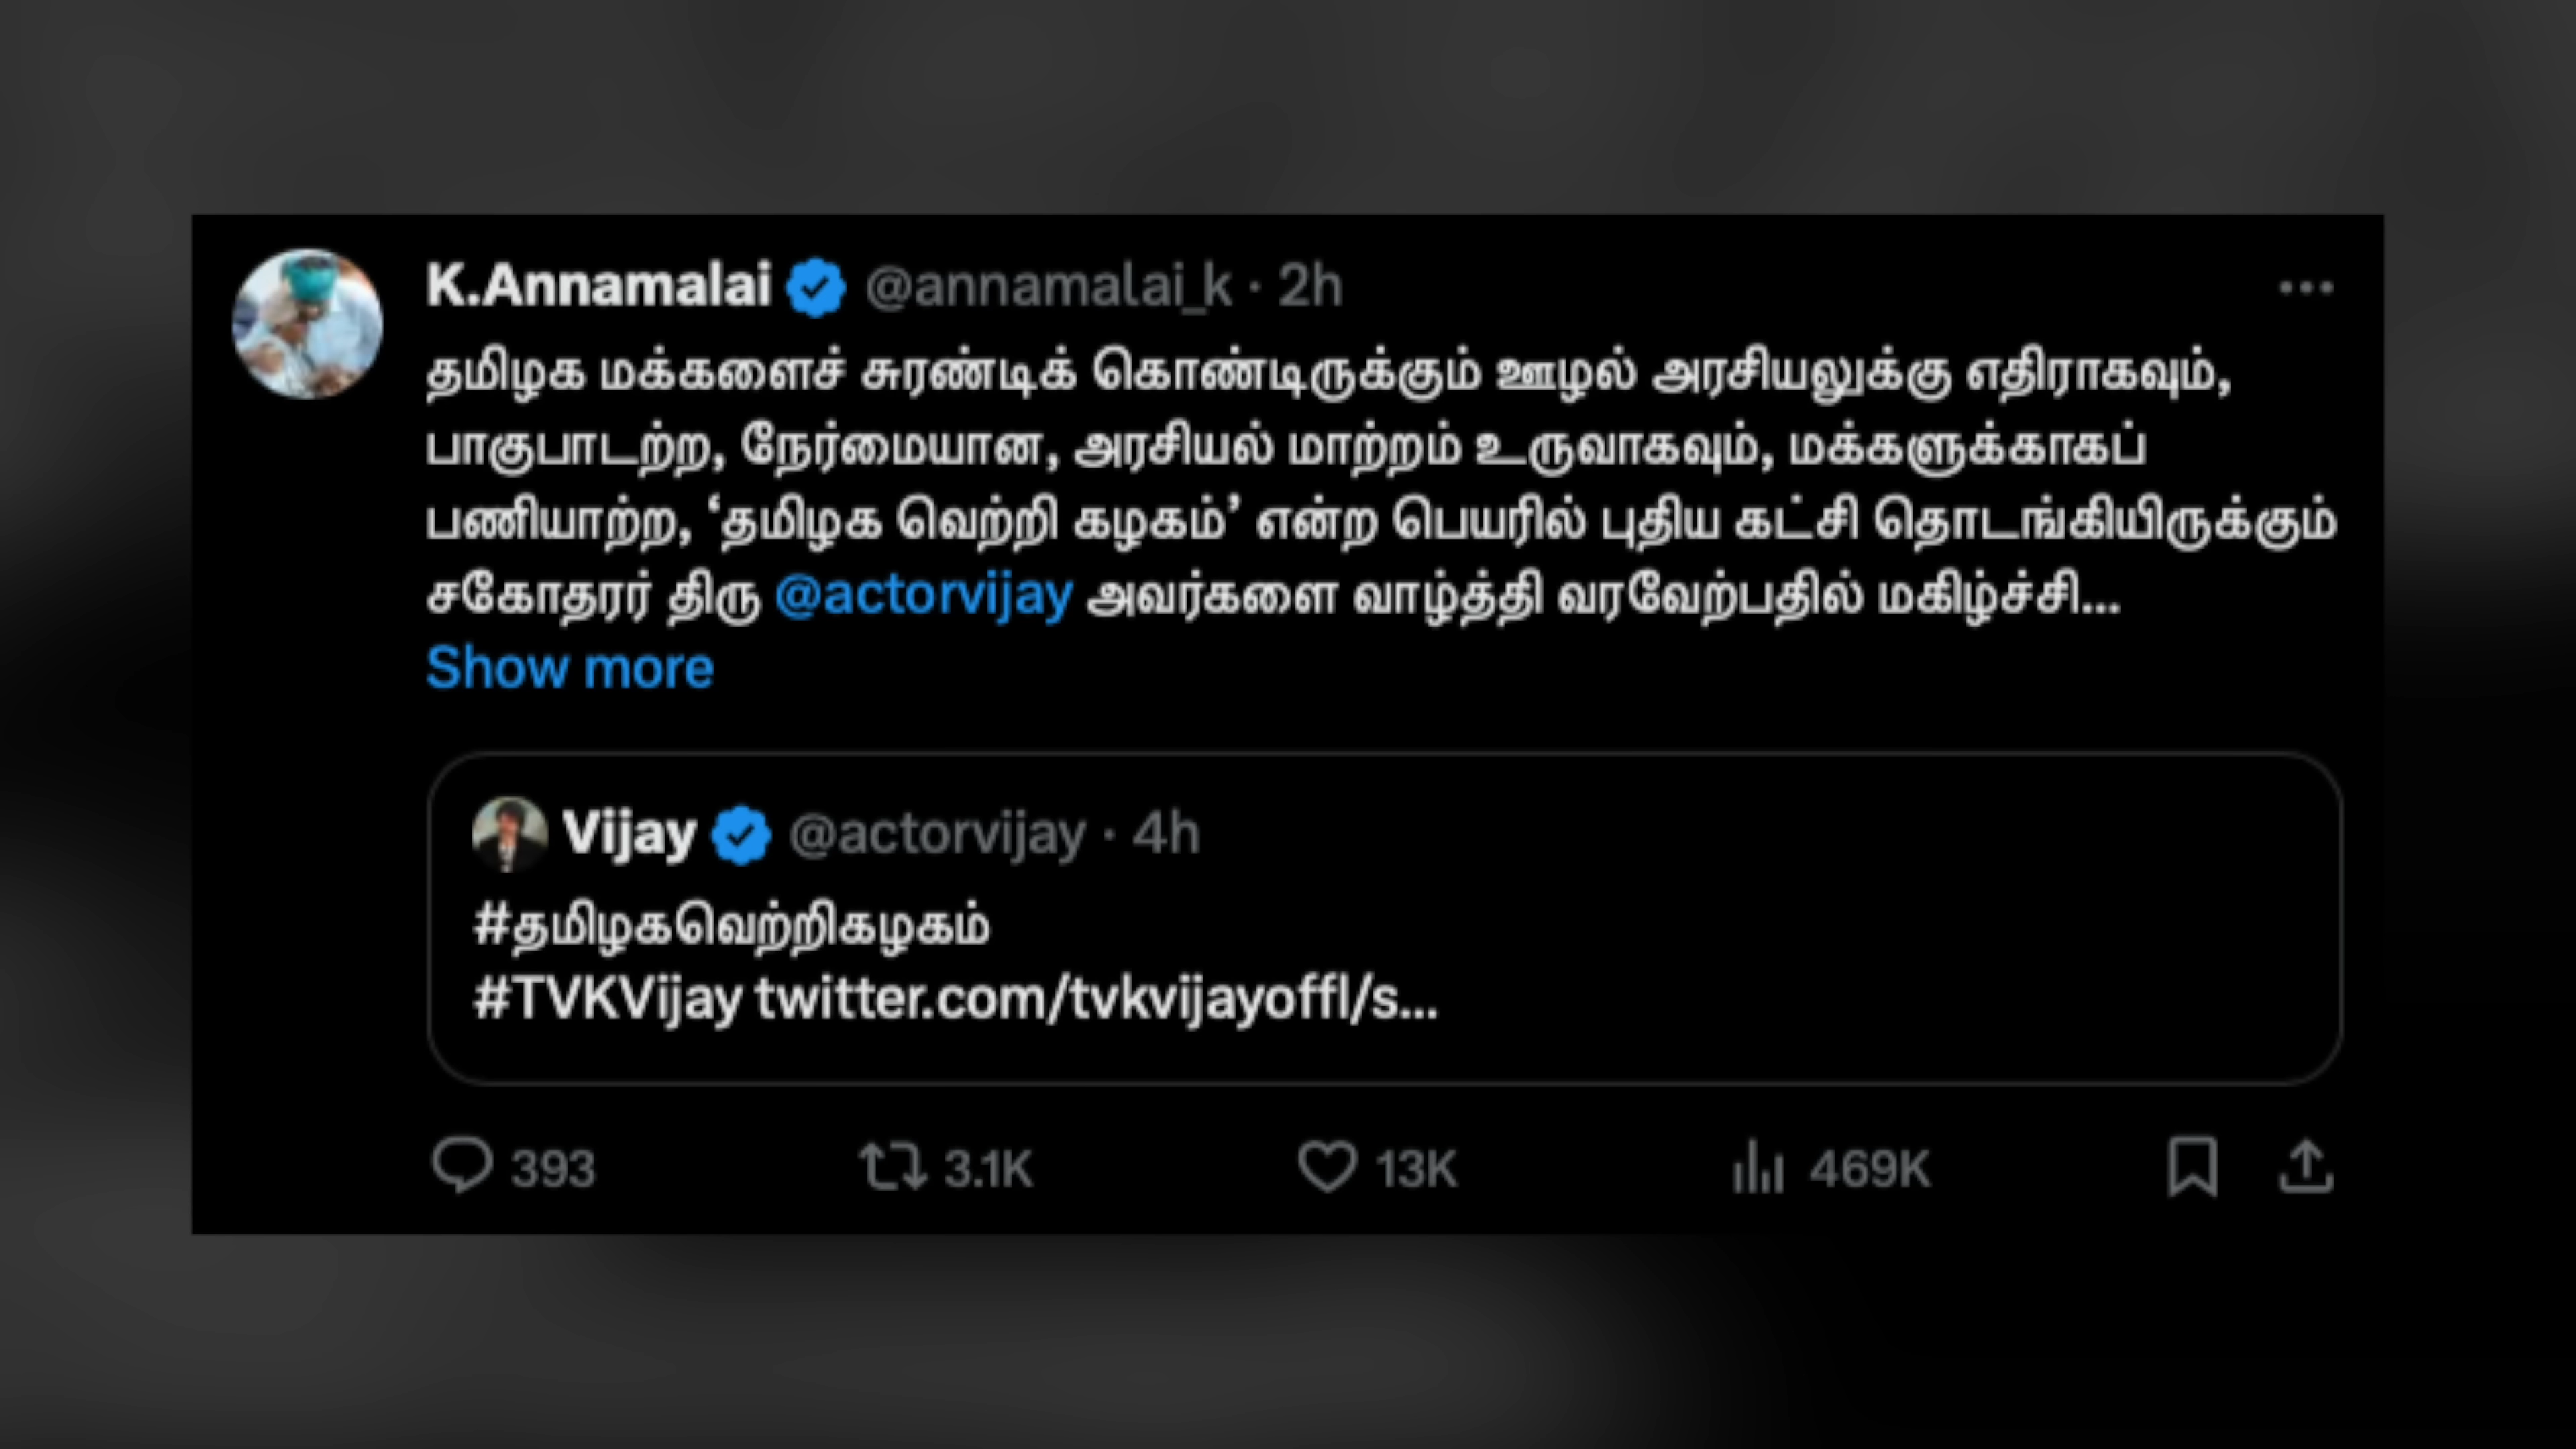 K.Annamalai @annamalai_k · 2h
தமிழக மக்களைச் சுரண்டிக் கொண்டிருக்கும் ஊழல் அரசியலுக்கு எதிராகவும்,
பாகுபாடற்ற, நேர்மையான, அரசியல் மாற்றம் உருவாகவும், மக்களுக்காகப்
பணியாற்ற, ‘தமிழக வெற்றி கழகம்’ என்ற பெயரில் புதிய கட்சி தொடங்கியிருக்கும்
சகோதரர் திரு @actorvijay அவர்களை வாழ்த்தி வரவேற்பதில் மகிழ்ச்சி...
Show more
Vijay @actorvijay · 4h
#தமிழகவெற்றிகழகம்
#TVKVijay twitter.com/tvkvijayoffl/s...
393 3.1K 13K 469K